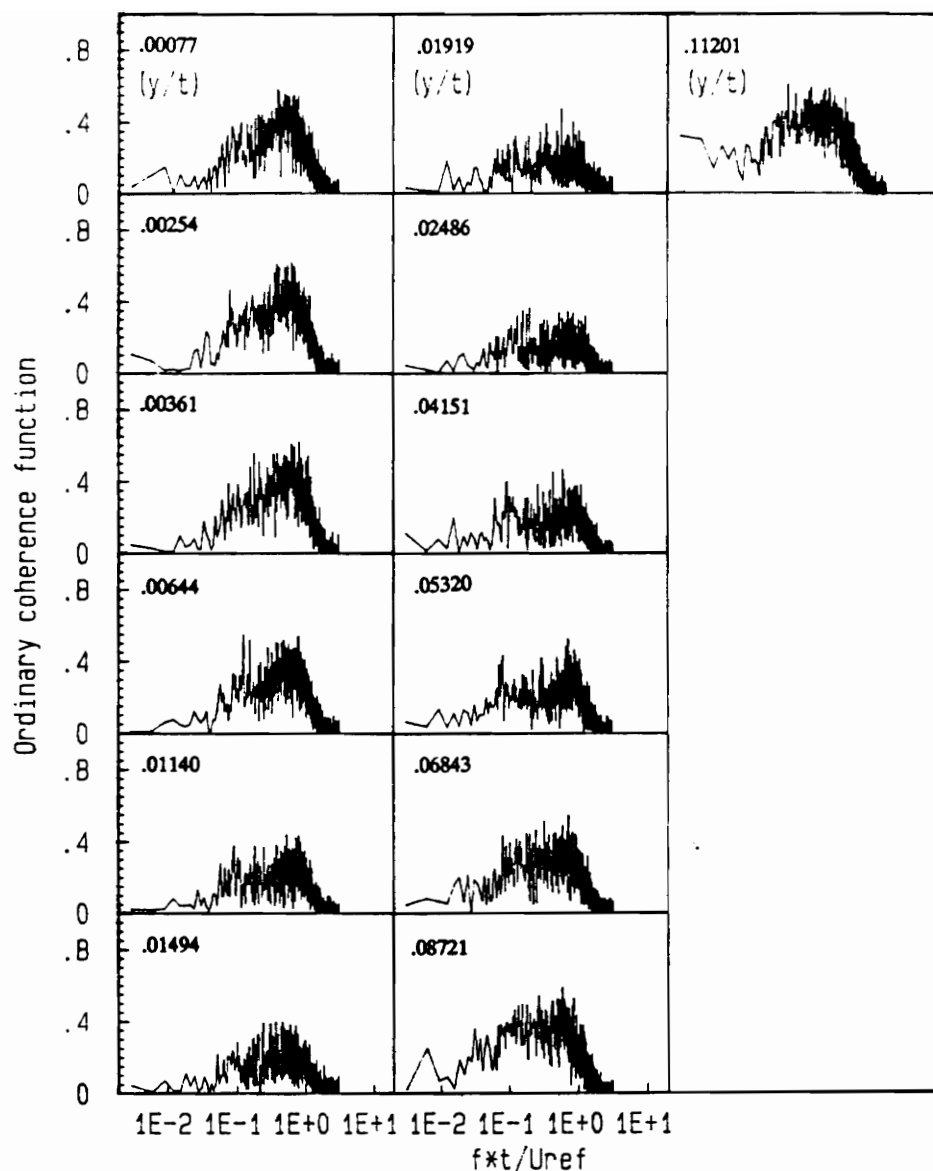 .8 .00077 .01919 .11201
(y/t) (y/t) (y/t)
.4
0
.8 .00254 .02486
.4
0
.8 .00361 .04151
.4
0
.8 .00644 .05320
.4
0
.8 .01140 .06843
.4
0
.8 .01494 .08721
.4
0
Ordinary coherence function
1E-2 1E-1 1E+0 1E+1 1E-2 1E-1 1E+0 1E+1
f*t/Uref